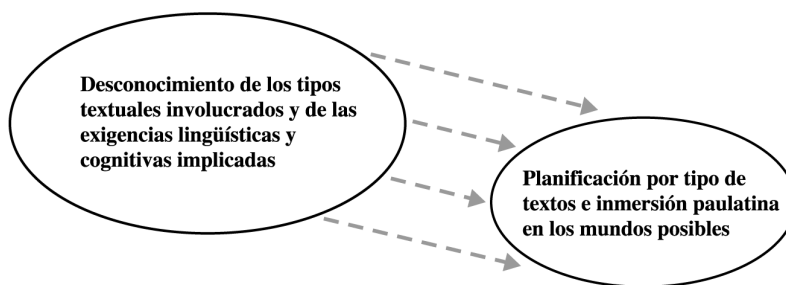 Desconocimiento de los tipos
textuales involucrados y de las
exigencias lingüísticas y
cognitivas implicadas
Planificación por tipo de
textos e inmersión paulatina
en los mundos posibles